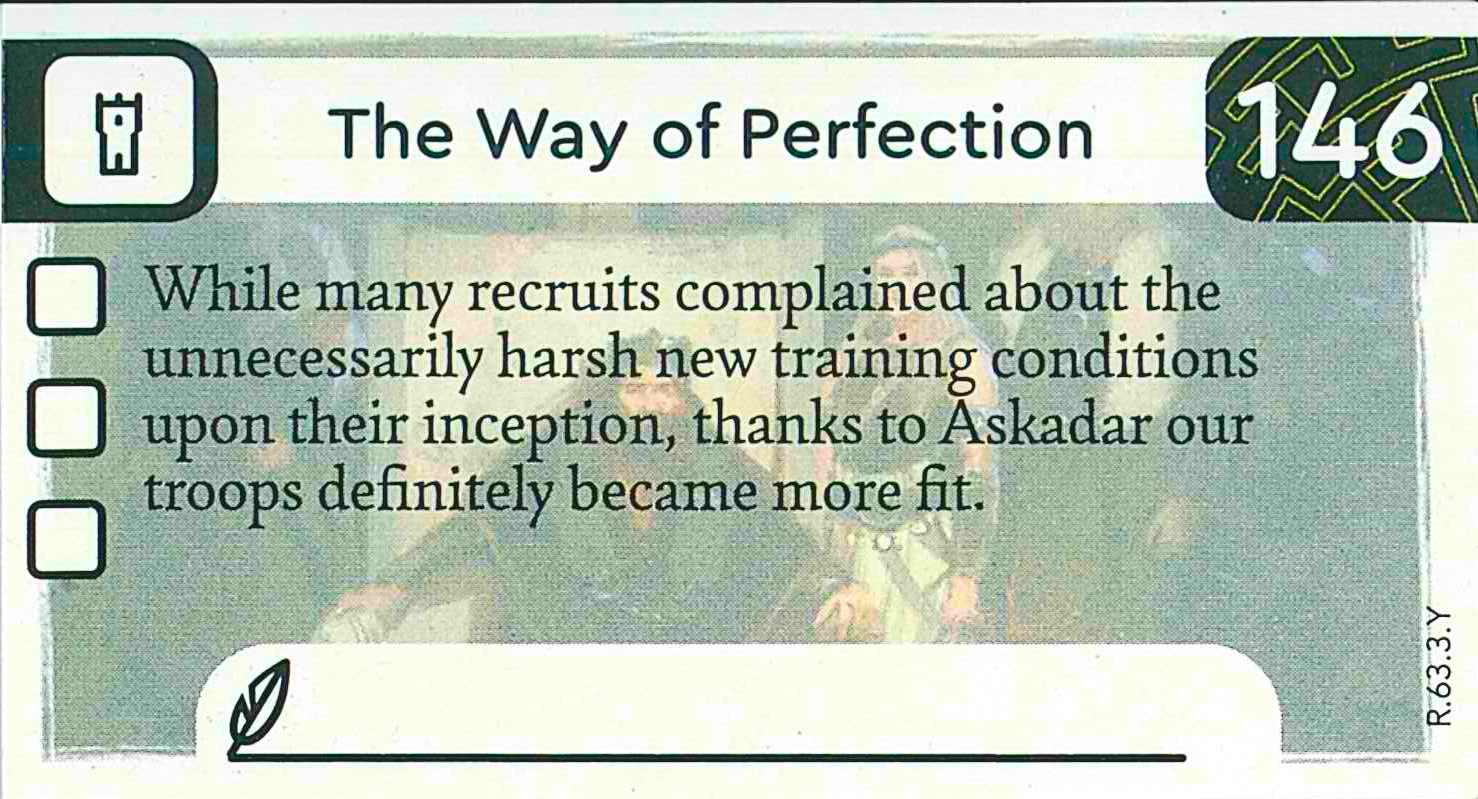 The Way of Perfection
146
While many recruits complained about the
unnecessarily harsh new training conditions
upon their inception, thanks to Askadar our
troops definitely became more fit.
R.63.3.Y